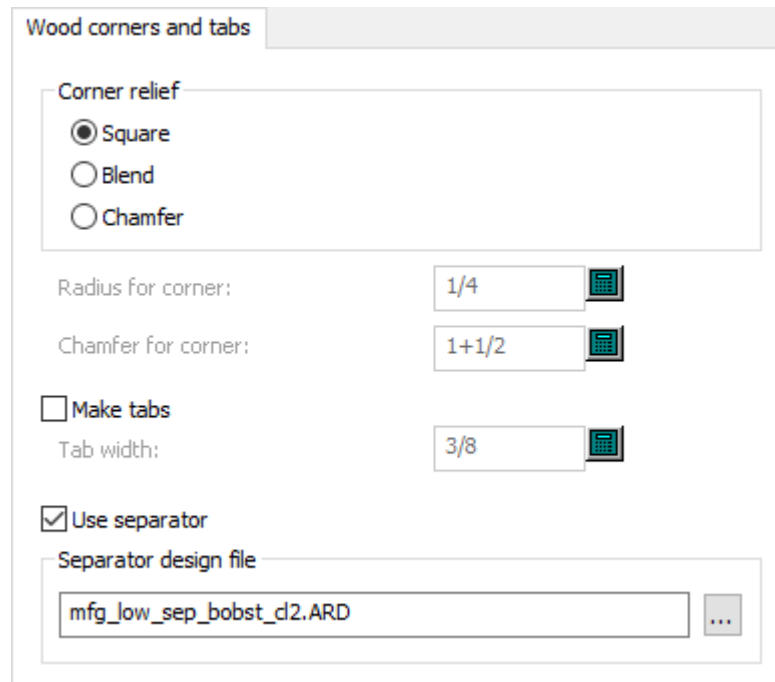 Wood corners and tabs
Corner relief
Square
Blend
Chamfer
Radius for corner: 1/4
Chamfer for corner: 1+1/2
Make tabs
Tab width: 3/8
Use separator
Separator design file
mfg_low_sep_bobst_cl2.ARD ...